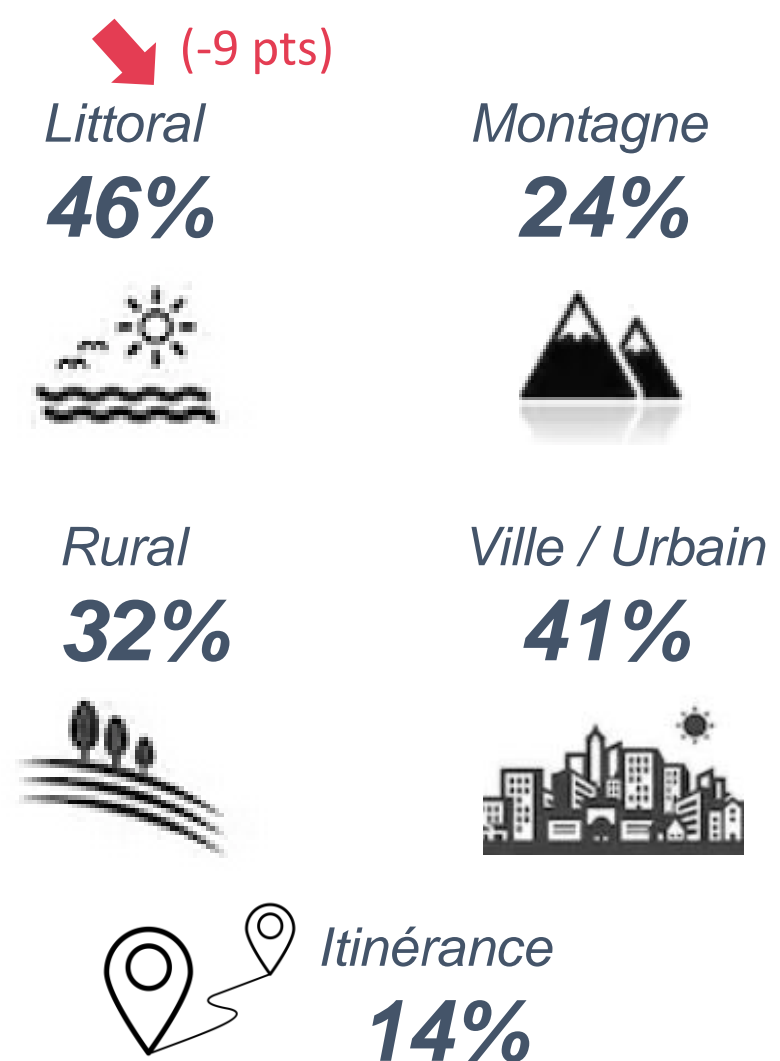 (-9 pts)
Littoral
46%
Montagne
24%
Rural
32%
Ville / Urbain
41%
Itinérance
14%